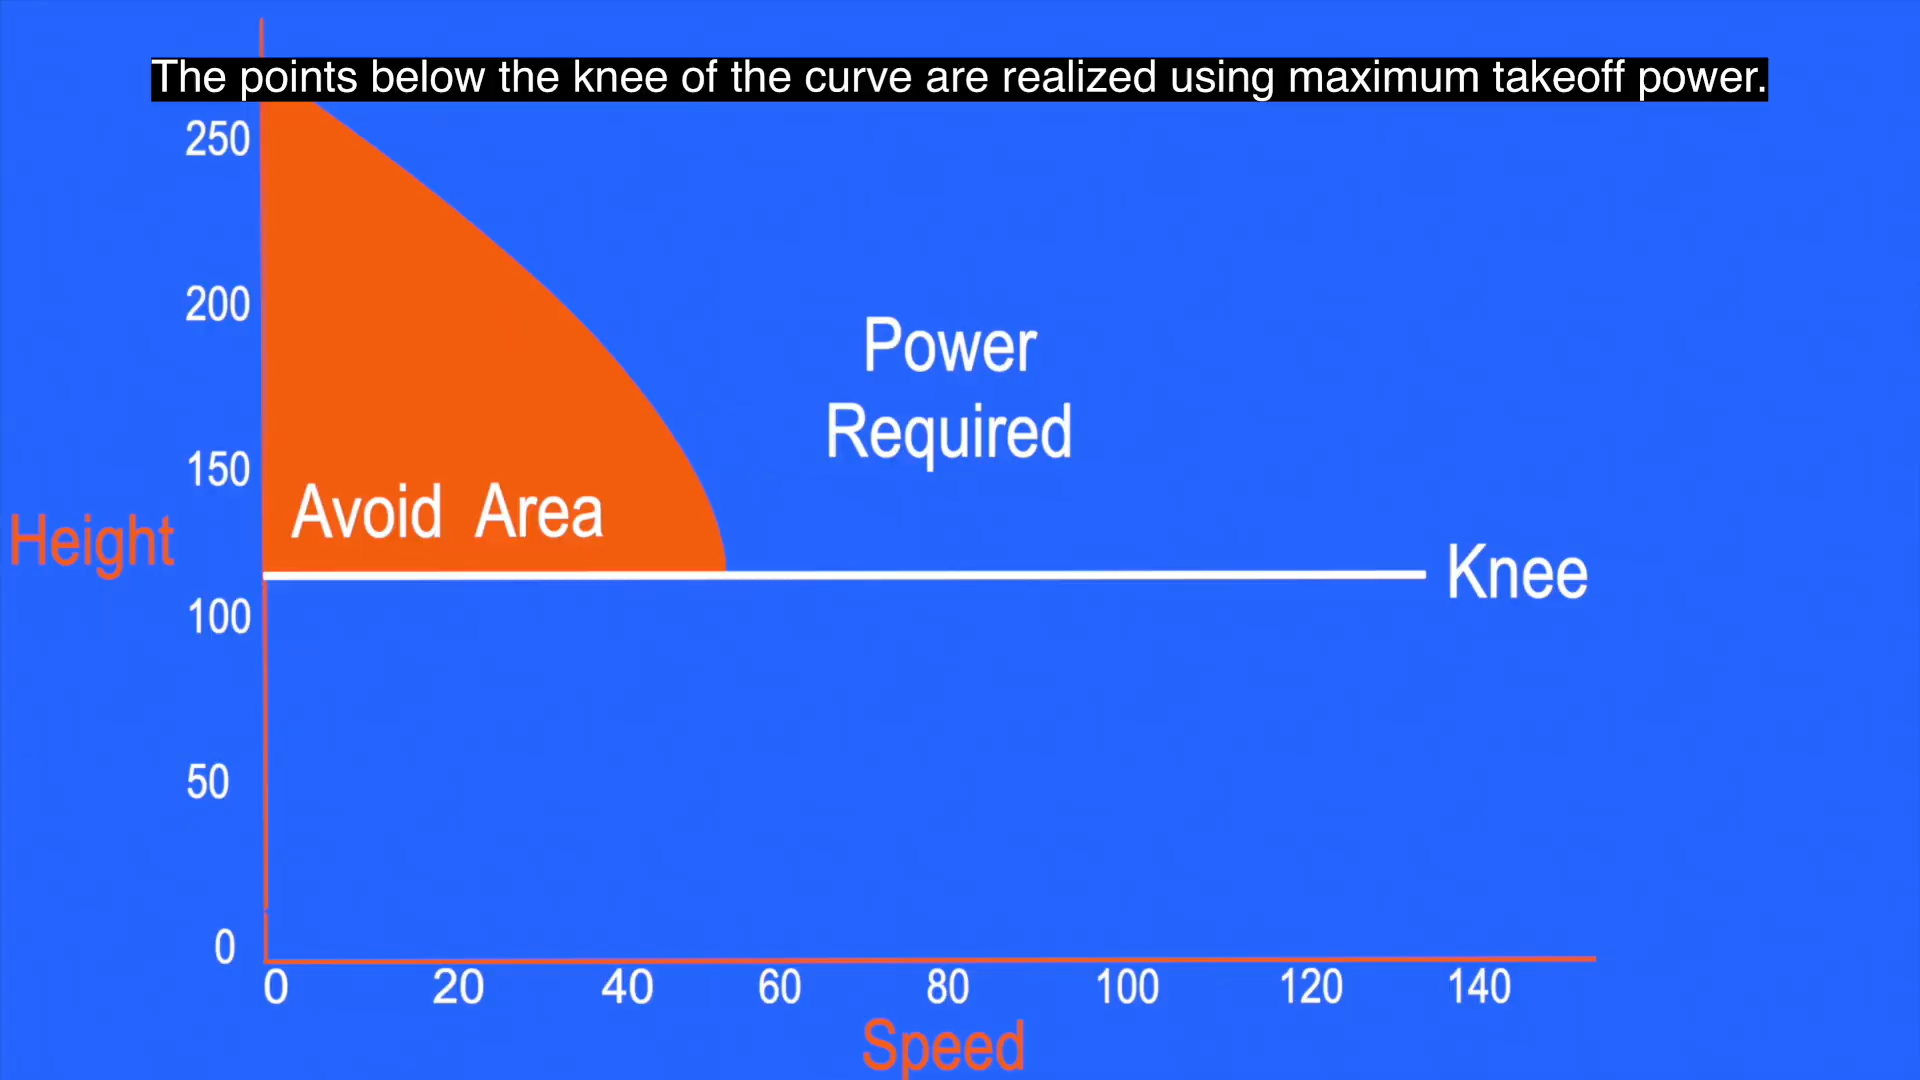 The points below the knee of the curve are realized using maximum takeoff power.
250
200
Power
Required
150
Avoid Area
Height
Knee
100
50
0
0 20 40 60 80 100 120 140
Speed